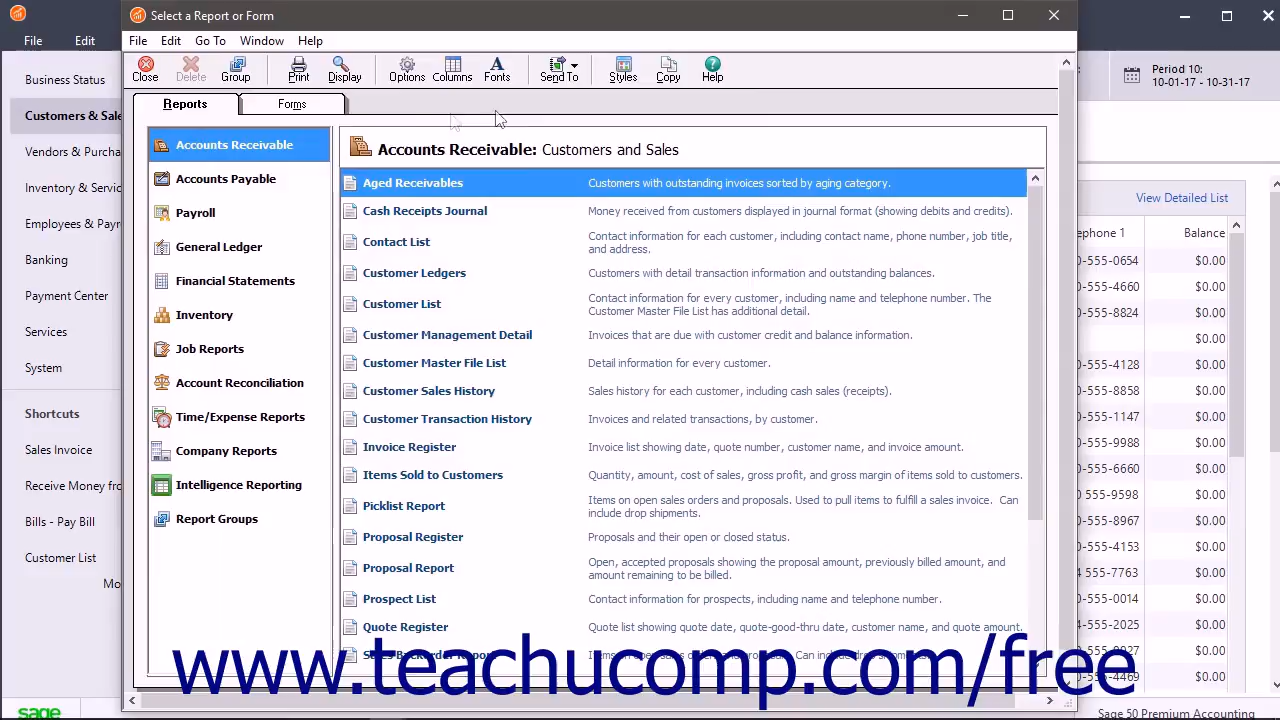 Select a Report or Form
File Edit
File Edit Go To Window Help
Close Delete Group Print Display Options Columns Fonts Send To Styles Copy Help
Period 10:
10-01-17 - 10-31-17
Reports Forms
Business Status
Customers & Sale
Vendors & Purcha
Inventory & Servic
Employees & Payr
Banking
Payment Center
Services
System
Shortcuts
Sales Invoice
Receive Money fro
Bills - Pay Bill
Customer List
Mo
sage
Accounts Receivable
Accounts Payable
Payroll
General Ledger
Financial Statements
Inventory
Job Reports
Account Reconciliation
Time/Expense Reports
Company Reports
Intelligence Reporting
Report Groups
Accounts Receivable: Customers and Sales
Aged Receivables Customers with outstanding invoices sorted by aging category.
Cash Receipts Journal Money received from customers displayed in journal format (showing debits and credits).
Contact List Contact information for each customer, including contact name, phone number, job title,
and address.
Customer Ledgers Customers with detail transaction information and outstanding balances.
Customer List Contact information for every customer, including name and telephone number. The
Customer Master File List has additional detail.
Customer Management Detail Invoices that are due with customer credit and balance information.
Customer Master File List Detail information for every customer.
Customer Sales History Sales history for each customer, including cash sales (receipts).
Customer Transaction History Invoices and related transactions, by customer.
Invoice Register Invoice list showing date, quote number, customer name, and invoice amount.
Items Sold to Customers Quantity, amount, cost of sales, gross profit, and gross margin of items sold to customers.
Picklist Report Items on open sales orders and proposals. Used to pull items to fulfill a sales invoice. Can
include drop shipments.
Proposal Register Proposals and their open or closed status.
Proposal Report Open, accepted proposals showing the proposal amount, previously billed amount, and
amount remaining to be billed.
Prospect List Contact information for prospects, including name and telephone number.
Quote Register Quote list showing quote date, quote-good-thru date, customer name, and quote amount.
View Detailed List
ephone 1 Balance
0-555-0654 $0.00
0-555-4660 $0.00
0-555-8824 $0.00
$0.00
0-555-4128 $0.00
0-555-8858 $0.00
0-555-1147 $0.00
0-555-9988 $0.00
0-555-6660 $0.00
0 555-9598 $0.00
0-555-8967 $0.00
0-555-4153 $0.00
4 555-7763 $0.00
0-555-0014 $0.00
4-555-2025 $0.00
0-555-9927 $0.00
4-555-4469 $0.00
www.teachucomp.com/free
Sage 50 Premium Accounting